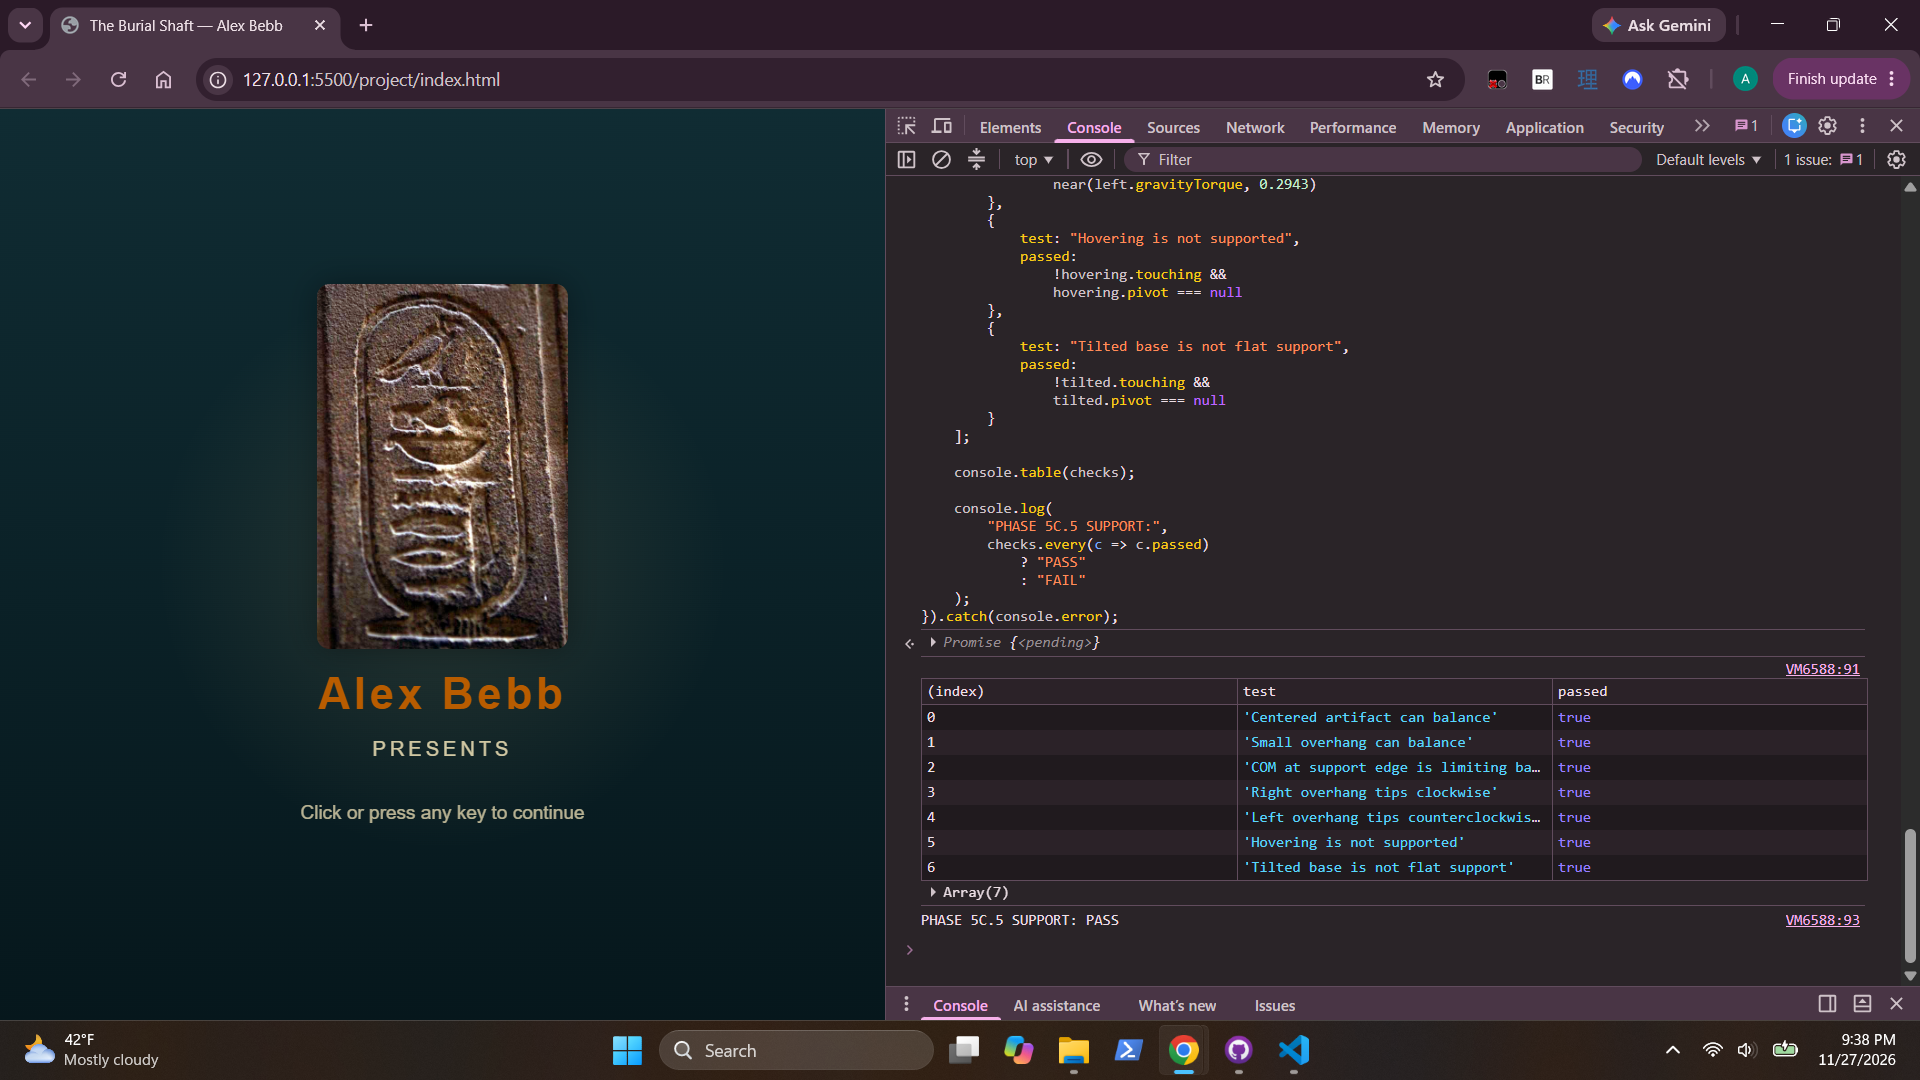 The Burial Shaft — Alex Bebb
Ask Gemini
127.0.0.1:5500/project/index.html
BR
理
A
Finish update
Alex Bebb
PRESENTS
Click or press any key to continue
Elements
Console
Sources
Network
Performance
Memory
Application
Security
1
top
Filter
Default levels
1 issue:
1
near(left.gravityTorque, 0.2943)
},
{
test: "Hovering is not supported",
passed:
!hovering.touching &&
hovering.pivot === null
},
{
test: "Tilted base is not flat support",
passed:
!tilted.touching &&
tilted.pivot === null
}
];
console.table(checks);
console.log(
"PHASE 5C.5 SUPPORT:",
checks.every(c => c.passed)
? "PASS"
: "FAIL"
);
}).catch(console.error);
Promise {<pending>}
VM6588:91
(index) test passed
0 'Centered artifact can balance' true
1 'Small overhang can balance' true
2 'COM at support edge is limiting ba… true
3 'Right overhang tips clockwise' true
4 'Left overhang tips counterclockwis… true
5 'Hovering is not supported' true
6 'Tilted base is not flat support' true
Array(7)
PHASE 5C.5 SUPPORT: PASS VM6588:93
Console
AI assistance
What's new
Issues
42°F
Mostly cloudy
Search
9:38 PM
11/27/2026